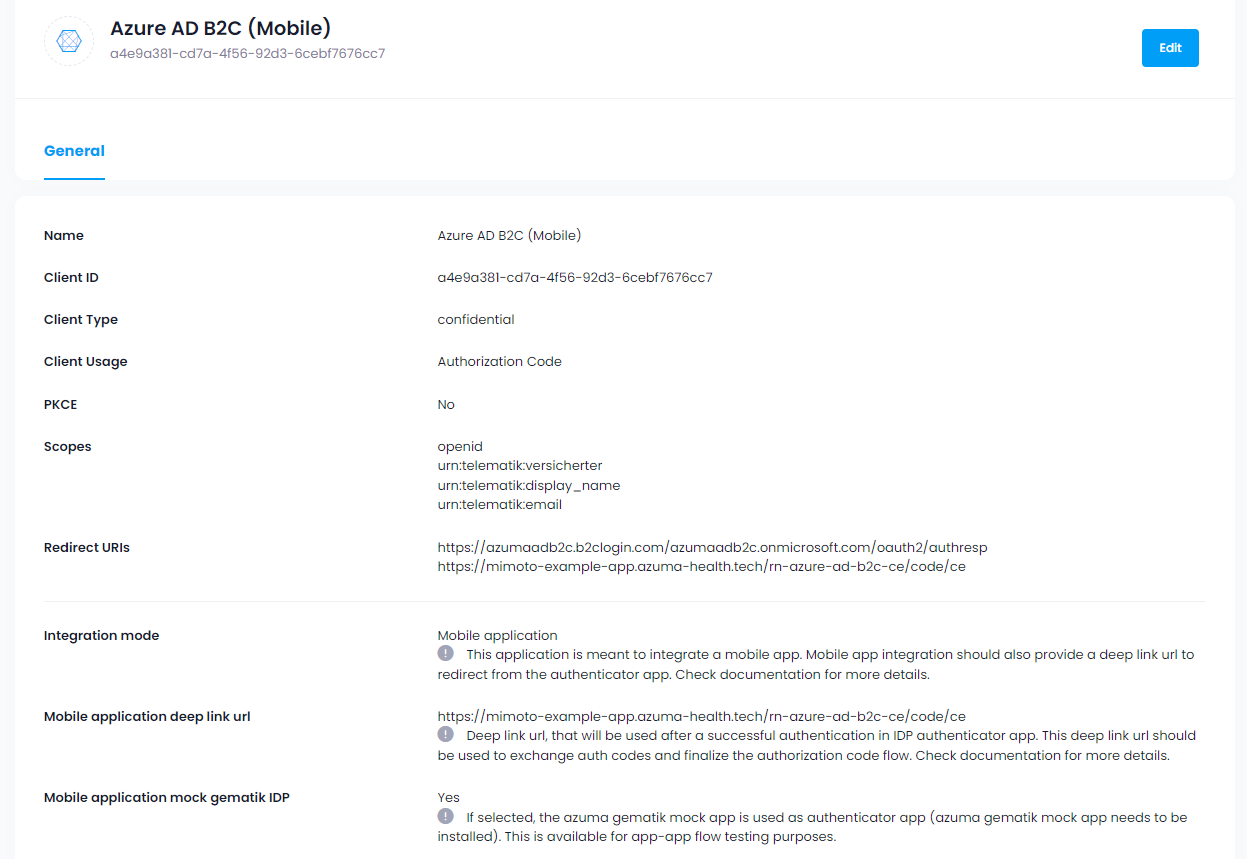 Azure AD B2C (Mobile)
a4e9a381-cd7a-4f56-92d3-6cebf7676cc7
Edit
General
Name
Azure AD B2C (Mobile)
Client ID
a4e9a381-cd7a-4f56-92d3-6cebf7676cc7
Client Type
confidential
Client Usage
Authorization Code
PKCE
No
Scopes
openid
urn:telematik:versicherter
urn:telematik:display_name
urn:telematik:email
Redirect URIs
https://azumaadb2c.b2clogin.com/azumaadb2c.onmicrosoft.com/oauth2/authresp
https://mimoto-example-app.azuma-health.tech/rn-azure-ad-b2c-ce/code/ce
Integration mode
Mobile application
This application is meant to integrate a mobile app. Mobile app integration should also provide a deep link url to
redirect from the authenticator app. Check documentation for more details.
Mobile application deep link url
https://mimoto-example-app.azuma-health.tech/rn-azure-ad-b2c-ce/code/ce
Deep link url, that will be used after a successful authentication in IDP authenticator app. This deep link url should
be used to exchange auth codes and finalize the authorization code flow. Check documentation for more details.
Mobile application mock gematik IDP
Yes
If selected, the azuma gematik mock app is used as authenticator app (azuma gematik mock app needs to be
installed). This is available for app-app flow testing purposes.